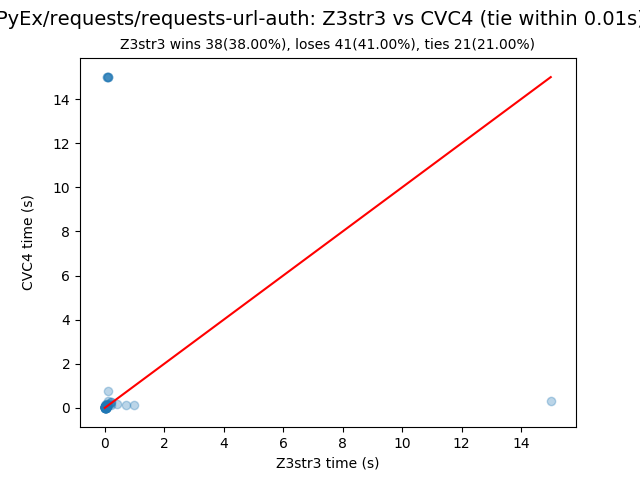 PyEx/requests/requests-url-auth: Z3str3 vs CVC4 (tie within 0.01s)
Z3str3 wins 38(38.00%), loses 41(41.00%), ties 21(21.00%)
14
12
10
8
6
4
2
0
CVC4 time (s)
0 2 4 6 8 10 12 14
Z3str3 time (s)